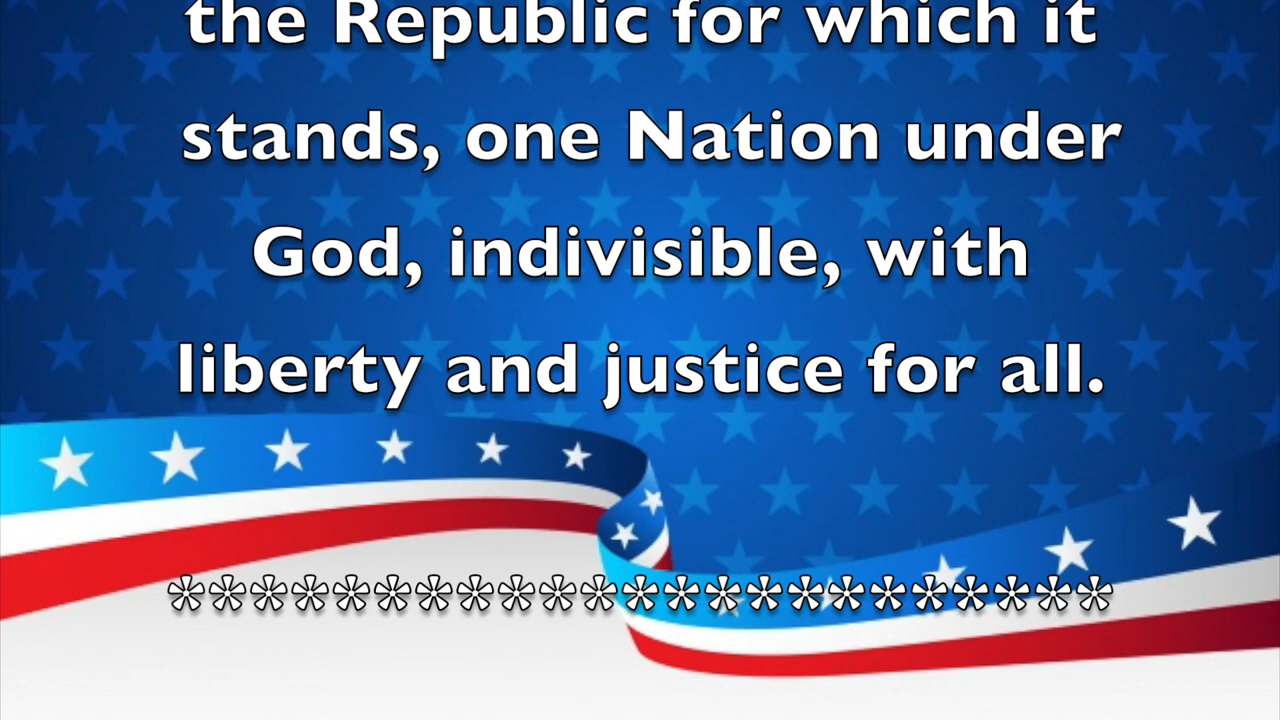 the Republic for which it
stands, one Nation under
God, indivisible, with
liberty and justice for all.
***********************